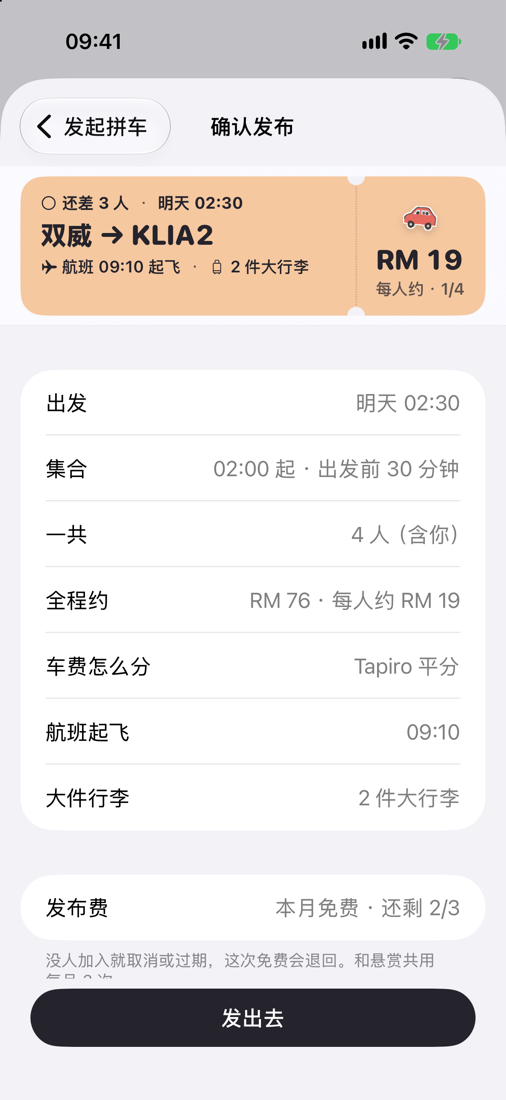 09:41
发起拼车
确认发布
还差 3 人 · 明天 02:30
双威 → KLIA2
航班 09:10 起飞 · 2 件大行李
RM 19
每人约 · 1/4
出发 明天 02:30
集合 02:00 起 · 出发前 30 分钟
一共 4 人（含你）
全程约 RM 76 · 每人约 RM 19
车费怎么分 Tapiro 平分
航班起飞 09:10
大件行李 2 件大行李
发布费 本月免费 · 还剩 2/3
没人加入就取消或过期，这次免费会退回。和悬赏共用
发出去